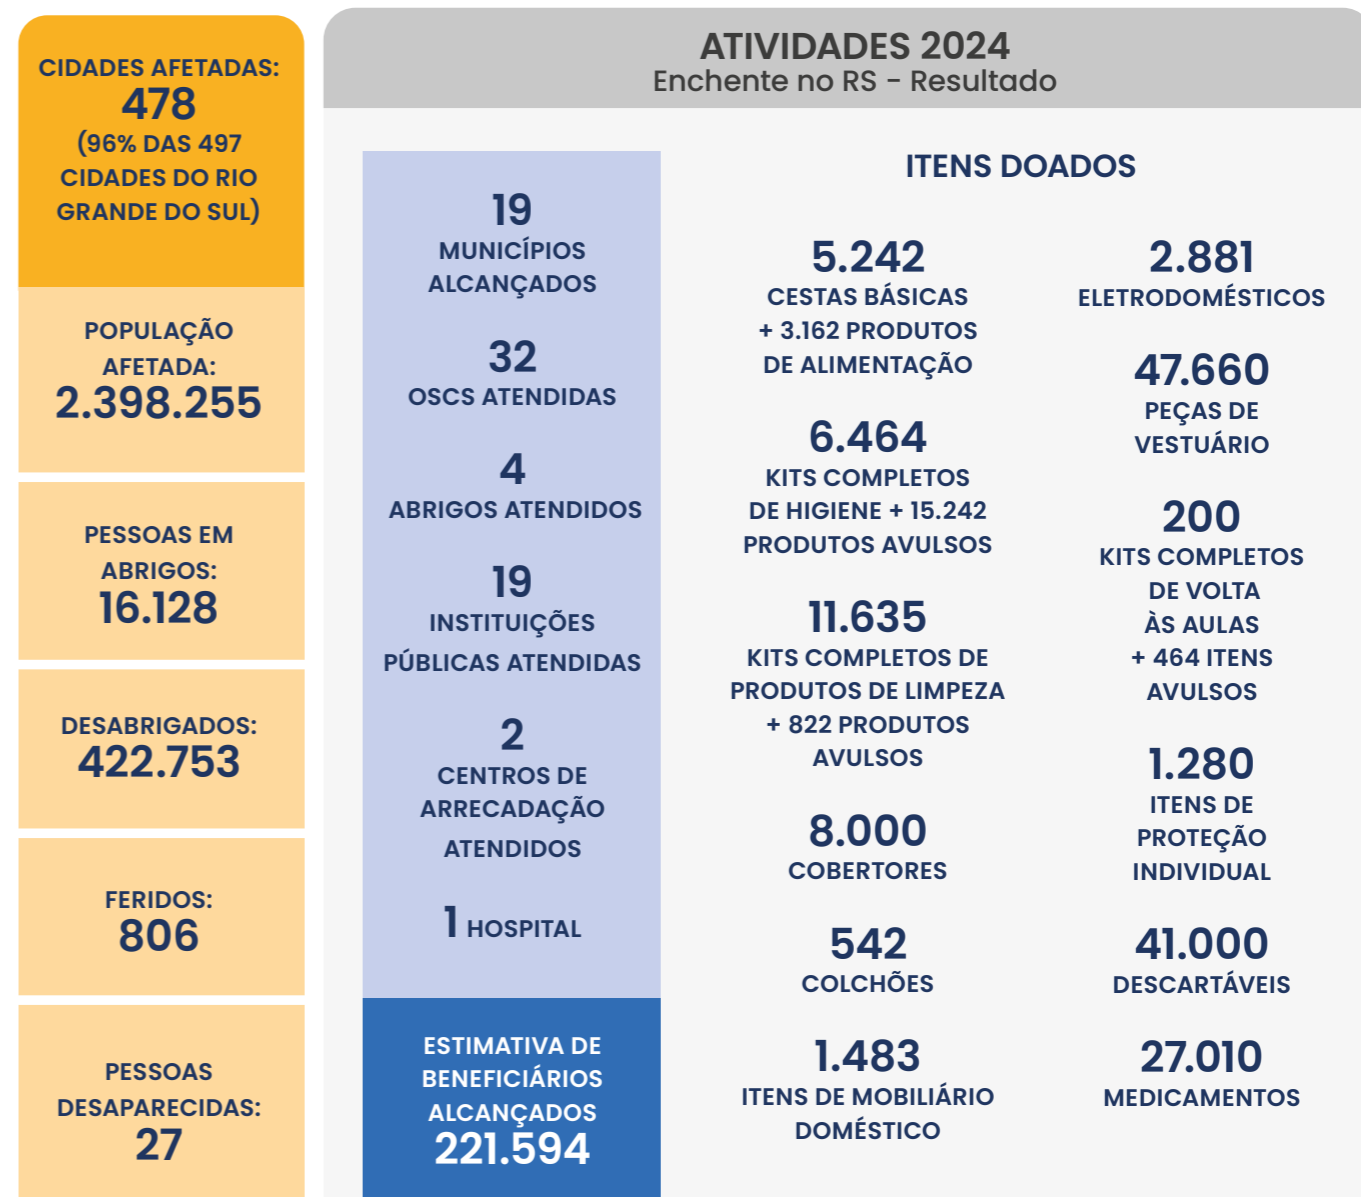 CIDADES AFETADAS:
478
(96% DAS 497
CIDADES DO RIO
GRANDE DO SUL)
POPULAÇÃO
AFETADA:
2.398.255
PESSOAS EM
ABRIGOS:
16.128
DESABRIGADOS:
422.753
FERIDOS:
806
PESSOAS
DESAPARECIDAS:
27
ATIVIDADES 2024
Enchente no RS - Resultado
19
MUNICÍPIOS
ALCANÇADOS
32
OSCS ATENDIDAS
4
ABRIGOS ATENDIDOS
19
INSTITUIÇÕES
PÚBLICAS ATENDIDAS
2
CENTROS DE
ARRECADAÇÃO
ATENDIDOS
1 HOSPITAL
ESTIMATIVA DE
BENEFICIÁRIOS
ALCANÇADOS
221.594
ITENS DOADOS
5.242
CESTAS BÁSICAS
+ 3.162 PRODUTOS
DE ALIMENTAÇÃO
6.464
KITS COMPLETOS
DE HIGIENE + 15.242
PRODUTOS AVULSOS
11.635
KITS COMPLETOS DE
PRODUTOS DE LIMPEZA
+ 822 PRODUTOS
AVULSOS
8.000
COBERTORES
542
COLCHÕES
1.483
ITENS DE MOBILIÁRIO
DOMÉSTICO
2.881
ELETRODOMÉSTICOS
47.660
PEÇAS DE
VESTUÁRIO
200
KITS COMPLETOS
DE VOLTA
ÀS AULAS
+ 464 ITENS
AVULSOS
1.280
ITENS DE
PROTEÇÃO
INDIVIDUAL
41.000
DESCARTÁVEIS
27.010
MEDICAMENTOS